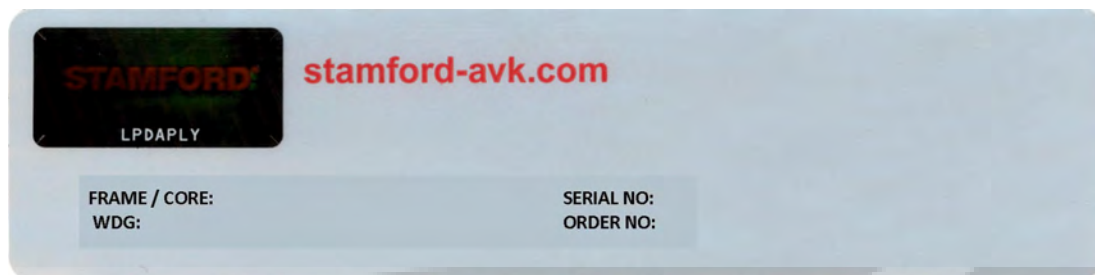 STAMFORD
stamford-avk.com
LPDAPLY
FRAME / CORE:
SERIAL NO:
WDG:
ORDER NO: